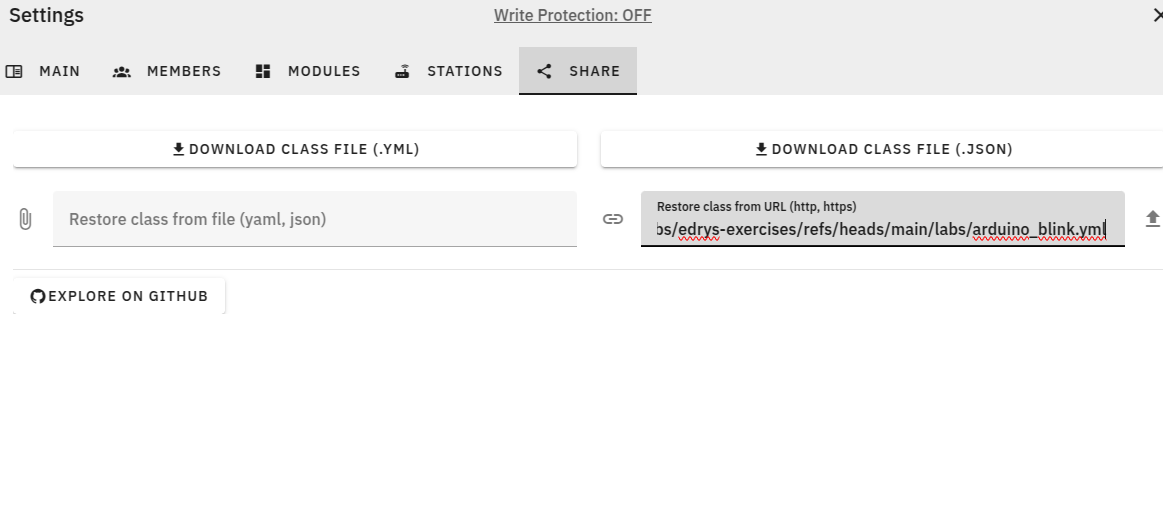 Settings
Write Protection: OFF
MAIN
MEMBERS
MODULES
STATIONS
SHARE
DOWNLOAD CLASS FILE (.YML)
DOWNLOAD CLASS FILE (.JSON)
Restore class from file (yaml, json)
Restore class from URL (http, https)
bs/edrys-exercises/refs/heads/main/labs/arduino_blink.yml
EXPLORE ON GITHUB